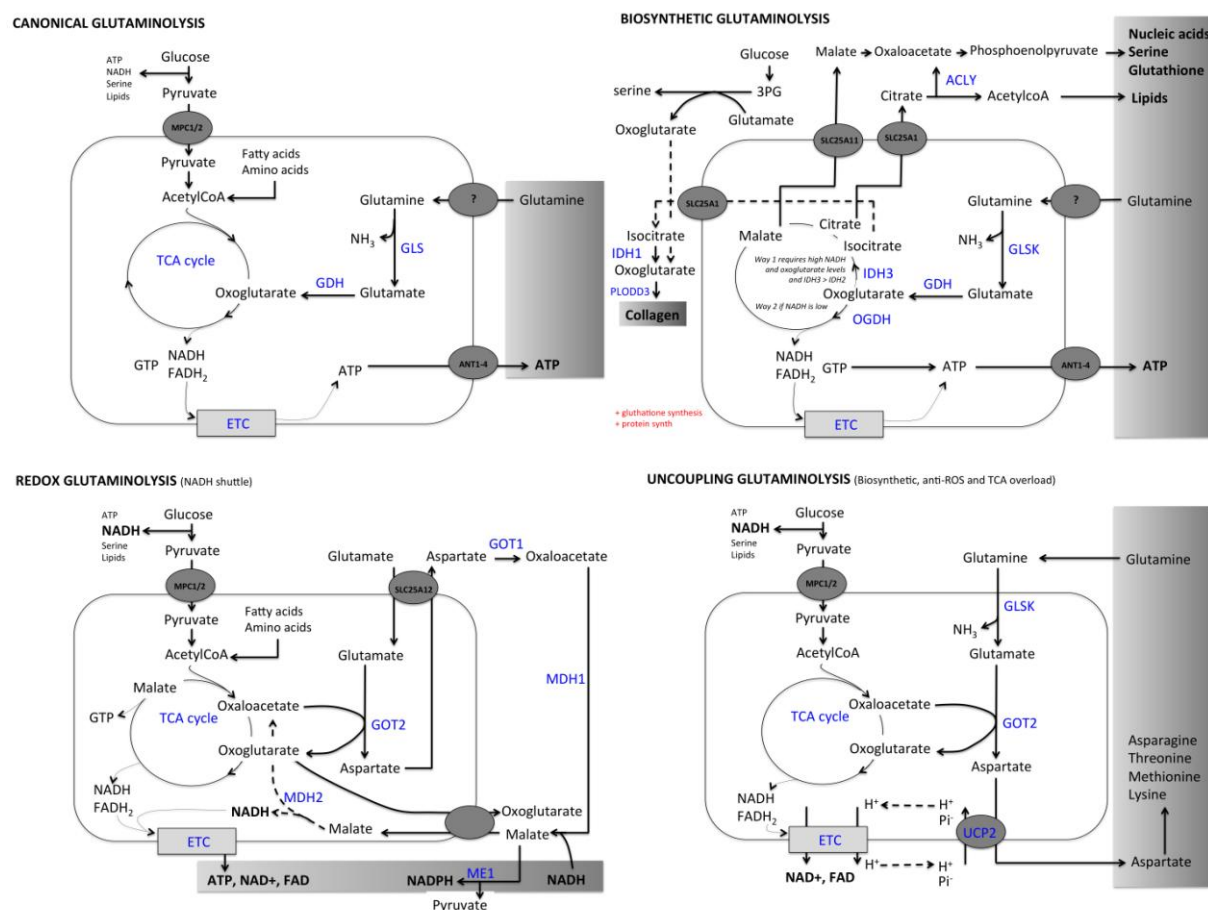 CANONICAL GLUTAMINOLYSIS
Glucose
ATP
NADH
Serine
Lipids
Pyruvate
MPC1/2
Pyruvate
Fatty acids
Amino acids
AcetylCoA
Glutamine
?
Glutamine
NH3
GLS
TCA cycle
GDH
Oxoglutarate
Glutamate
GTP
NADH
FADH2
ATP
ANT1-4
ATP
ETC
BIOSYNTHETIC GLUTAMINOLYSIS
Nucleic acids
Serine
Glutathione
Lipids
Malate
Oxaloacetate
Phosphoenolpyruvate
Glucose
ACLY
serine
3PG
Citrate
AcetylcoA
Oxoglutarate
Glutamate
SLC25A11
SLC25A1
SLC25A1
Glutamine
?
Glutamine
Citrate
Malate
Isocitrate
NH3
GLSK
Isocitrate
IDH1
Oxoglutarate
PLODD3
Collagen
Way 1 requires high NADH
and oxoglutarate levels
and IDH3 > IDH2
IDH3
GDH
Oxoglutarate
Glutamate
Way 2 if NADH is low
OGDH
NADH
FADH2
GTP
ATP
ANT1-4
ATP
+ gluthatione synthesis
+ protein synth
ETC
REDOX GLUTAMINOLYSIS (NADH shuttle)
Glucose
ATP
NADH
Serine
Lipids
Pyruvate
Glutamate
Aspartate
GOT1
Oxaloacetate
MPC1/2
SLC25A12
Pyruvate
Fatty acids
Amino acids
AcetylCoA
Glutamate
MDH1
Malate
Oxaloacetate
GTP
TCA cycle
GOT2
Oxoglutarate
Aspartate
NADH
FADH2
MDH2
NADH
Malate
Oxoglutarate
Malate
ETC
ATP, NAD+, FAD
NADPH
ME1
NADH
Pyruvate
UNCOUPLING GLUTAMINOLYSIS (Biosynthetic, anti-ROS and TCA overload)
Glucose
ATP
NADH
Serine
Lipids
Pyruvate
Glutamine
Glutamine
MPC1/2
GLSK
Pyruvate
NH3
AcetylCoA
Glutamate
Oxaloacetate
TCA cycle
GOT2
Oxoglutarate
Aspartate
Asparagine
Threonine
Methionine
Lysine
NADH
FADH2
H+
H+
Pi-
ETC
UCP2
H+
H+
Pi-
NAD+, FAD
Aspartate